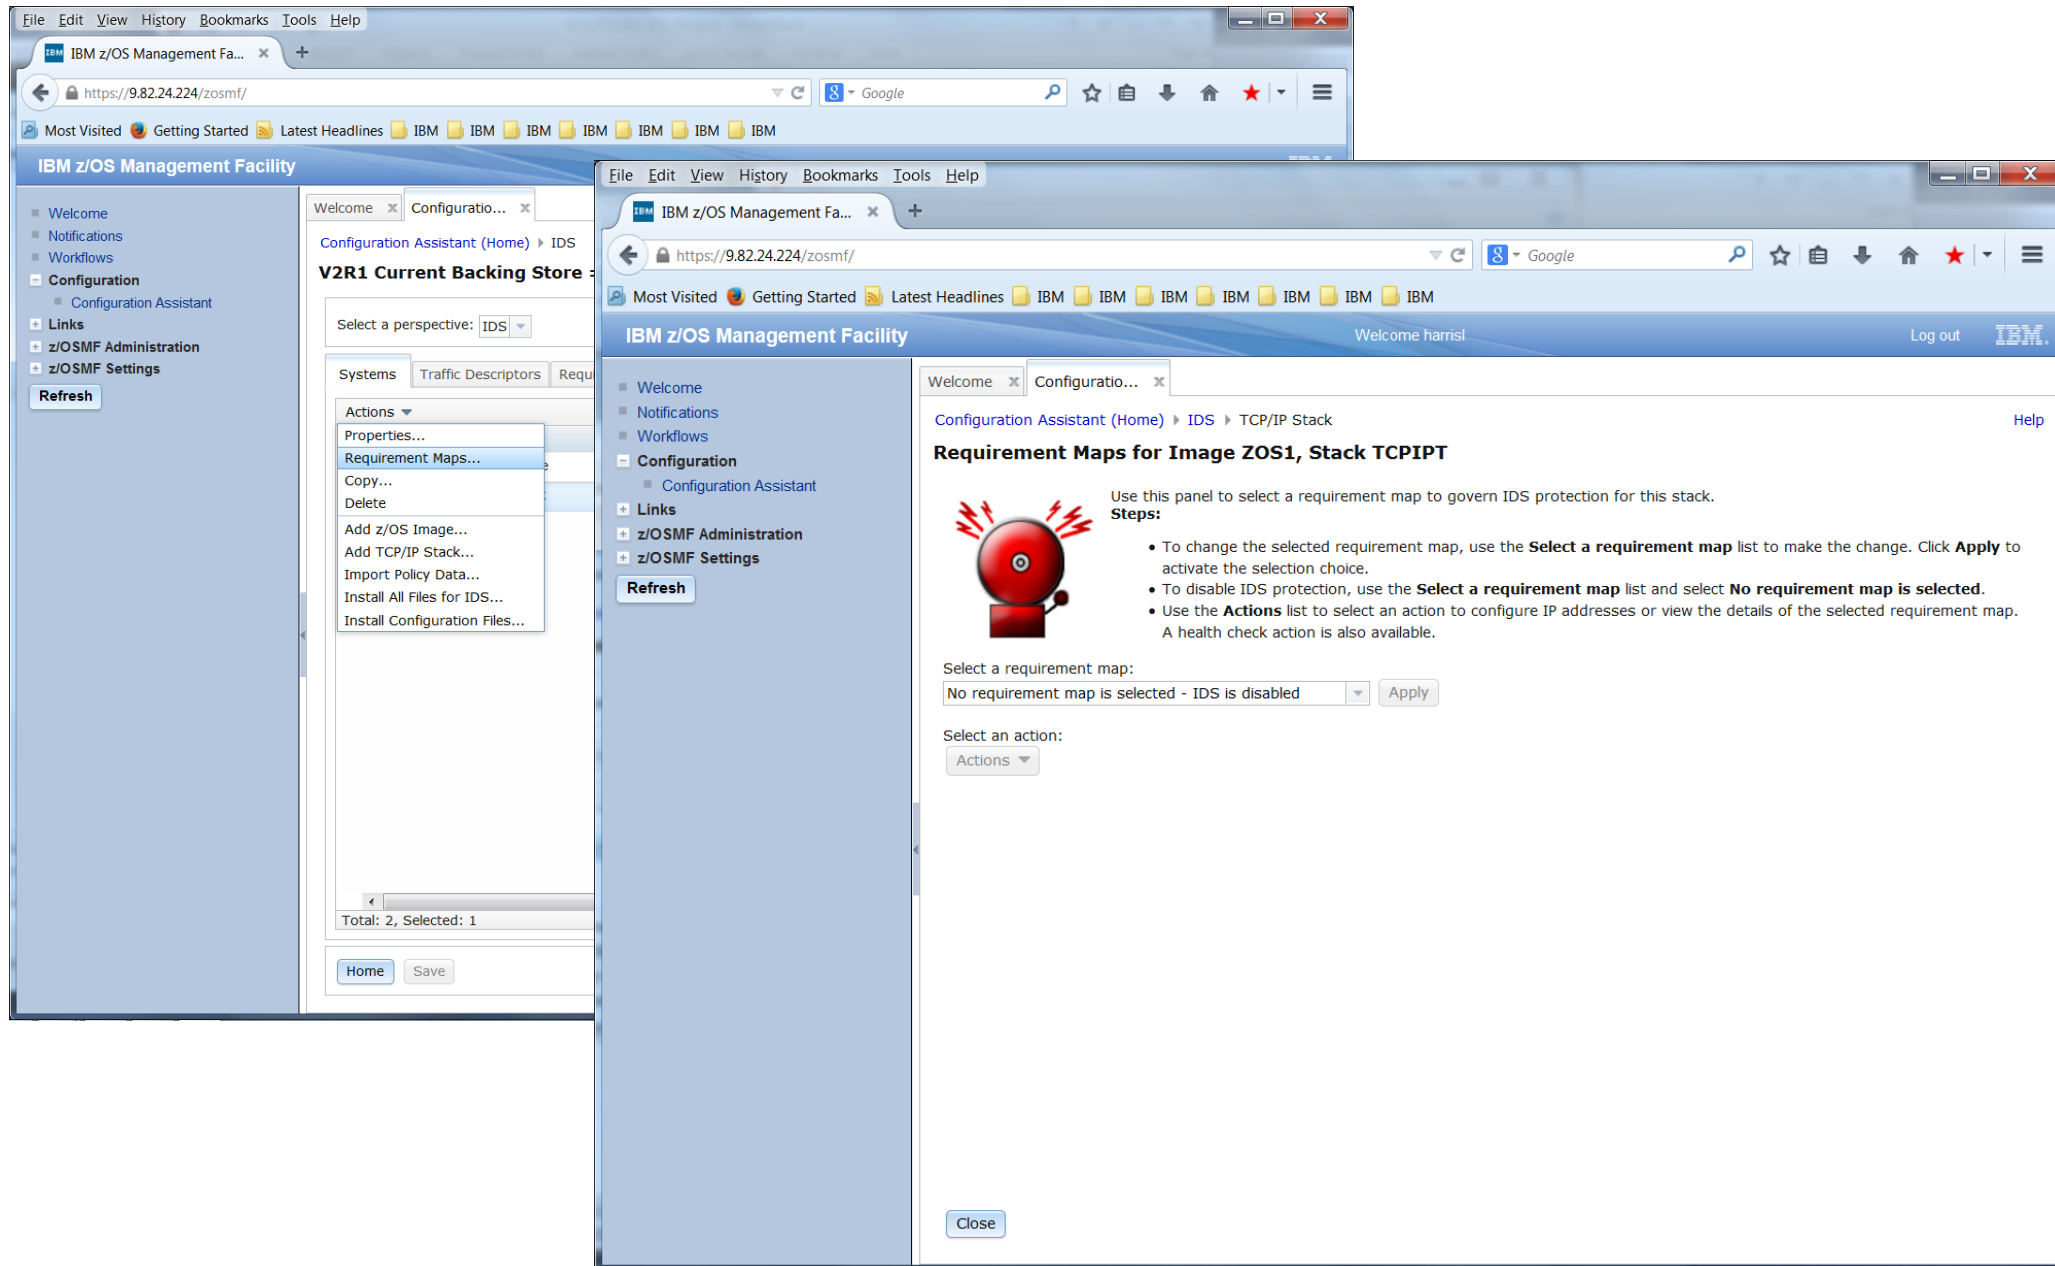 File Edit View History Bookmarks Tools Help
IBM IBM z/OS Management Fa...
https://9.82.24.224/zosmf/
8 Google
Most Visited Getting Started Latest Headlines IBM IBM IBM IBM IBM IBM IBM
IBM z/OS Management Facility
Welcome
Notifications
Workflows
Configuration
Configuration Assistant
Links
z/OSMF Administration
z/OSMF Settings
Refresh
Welcome x Configuratio... x
Configuration Assistant (Home) IDS
V2R1 Current Backing Store =
Select a perspective: IDS
Systems Traffic Descriptors Requ
Actions
Properties...
Requirement Maps...
Copy...
Delete
Add z/OS Image...
Add TCP/IP Stack...
Import Policy Data...
Install All Files for IDS...
Install Configuration Files...
Total: 2, Selected: 1
Home Save
File Edit View History Bookmarks Tools Help
IBM IBM z/OS Management Fa...
https://9.82.24.224/zosmf/
8 Google
Most Visited Getting Started Latest Headlines IBM IBM IBM IBM IBM IBM IBM
IBM z/OS Management Facility
Welcome harrisl
Log out
IBM.
Welcome
Notifications
Workflows
Configuration
Configuration Assistant
Links
z/OSMF Administration
z/OSMF Settings
Refresh
Welcome x Configuratio... x
Configuration Assistant (Home) IDS TCP/IP Stack
Help
Requirement Maps for Image ZOS1, Stack TCPIPT
Use this panel to select a requirement map to govern IDS protection for this stack.
Steps:
• To change the selected requirement map, use the Select a requirement map list to make the change. Click Apply to
activate the selection choice.
• To disable IDS protection, use the Select a requirement map list and select No requirement map is selected.
• Use the Actions list to select an action to configure IP addresses or view the details of the selected requirement map.
A health check action is also available.
Select a requirement map:
No requirement map is selected - IDS is disabled
Apply
Select an action:
Actions
Close